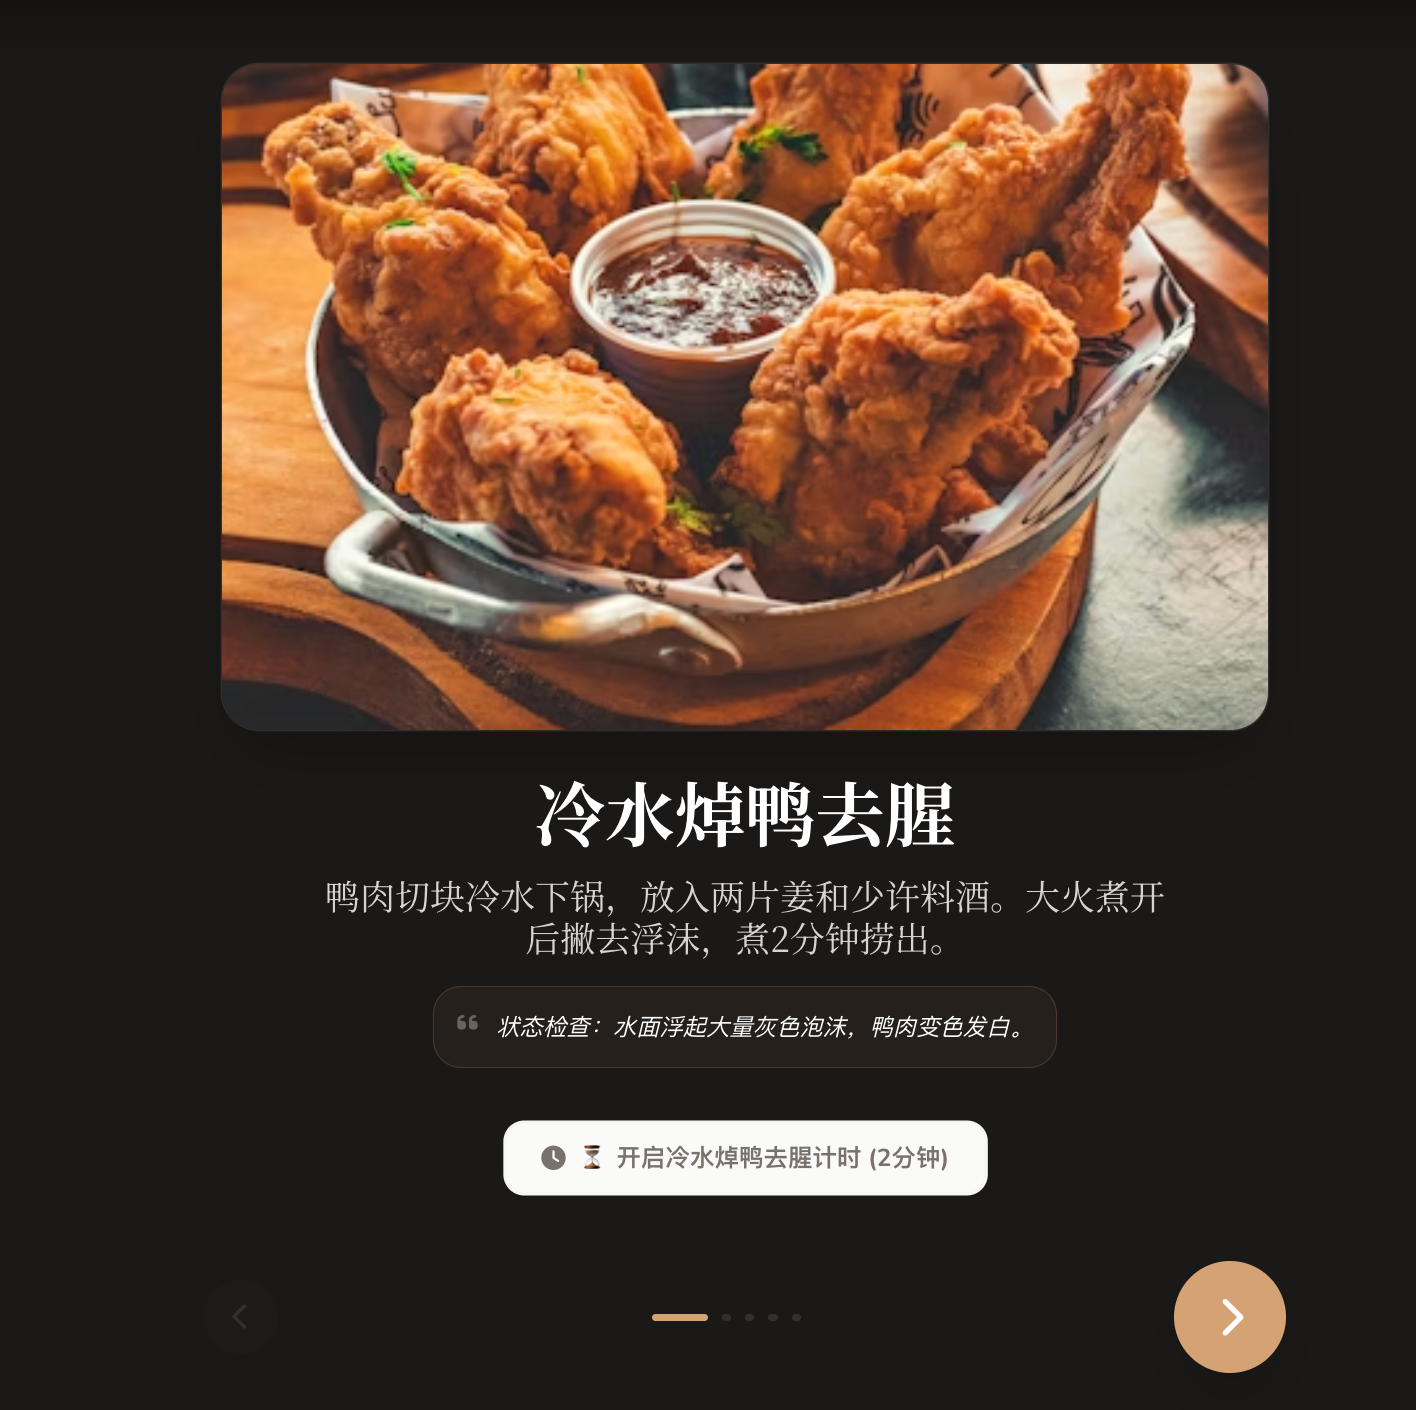 冷水焯鸭去腥
鸭肉切块冷水下锅，放入两片姜和少许料酒。大火煮开
后撇去浮沫，煮2分钟捞出。
状态检查：水面浮起大量灰色泡沫，鸭肉变色发白。
开启冷水焯鸭去腥计时 (2分钟)